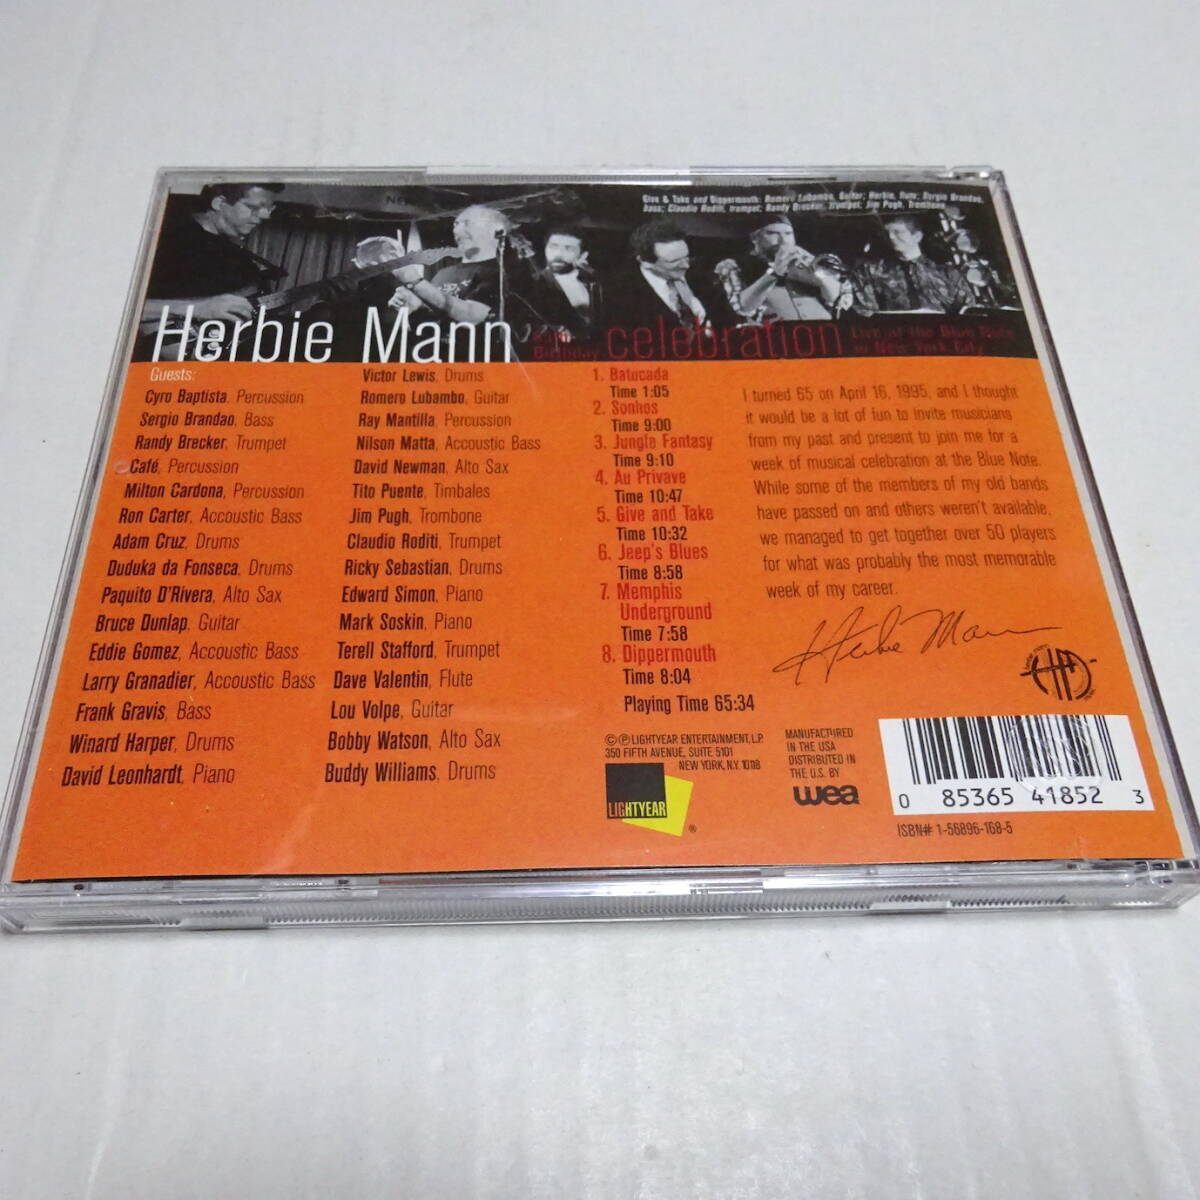 Give & Take and Dippermouth: Romero Lubambo, Guitar; Herbie, flute; Sergio Brandao,
bass; Claudio Roditi, trumpet; Randy Brecker, trumpet; Jim Pugh, Trombone
Herbie Mann
Birthday
celebration
Live at the Blue Note
New York City
Guests:
Cyro Baptista, Percussion
Sergio Brandao, Bass
Randy Brecker, Trumpet
Café, Percussion
Milton Cardona, Percussion
Ron Carter, Accoustic Bass
Adam Cruz, Drums
Duduka da Fonseca, Drums
Paquito D'Rivera, Alto Sax
Bruce Dunlap, Guitar
Eddie Gomez, Accoustic Bass
Larry Granadier, Accoustic Bass
Frank Gravis, Bass
Winard Harper, Drums
David Leonhardt, Piano
Victor Lewis, Drums
Romero Lubambo, Guitar
Ray Mantilla, Percussion
Nilson Matta, Accoustic Bass
David Newman, Alto Sax
Tito Puente, Timbales
Jim Pugh, Trombone
Claudio Roditi, Trumpet
Ricky Sebastian, Drums
Edward Simon, Piano
Mark Soskin, Piano
Terell Stafford, Trumpet
Dave Valentin, Flute
Lou Volpe, Guitar
Bobby Watson, Alto Sax
Buddy Williams, Drums
1. Batucada
Time 1:05
2. Sonhos
Time 9:00
3. Jungle Fantasy
Time 9:10
4. Au Privave
Time 10:47
5. Give and Take
Time 10:32
6. Jeep's Blues
Time 8:58
7. Memphis
Underground
Time 7:58
8. Dippermouth
Time 8:04
Playing Time 65:34
I turned 65 on April 16, 1995, and I thought
it would be a lot of fun to invite musicians
from my past and present to join me for a
week of musical celebration at the Blue Note.
While some of the members of my old bands
have passed on and others weren't available,
we managed to get together over 50 players
for what was probably the most memorable
week of my career.
Herbie Mann
HM
©℗ LIGHTYEAR ENTERTAINMENT, L.P.
350 FIFTH AVENUE, SUITE 5101
NEW YORK, N.Y. 10118
LIGHTYEAR
®
MANUFACTURED
IN THE USA
DISTRIBUTED IN
THE U.S. BY
wea
0 85365 41852 3
ISBN# 1-56896-168-5